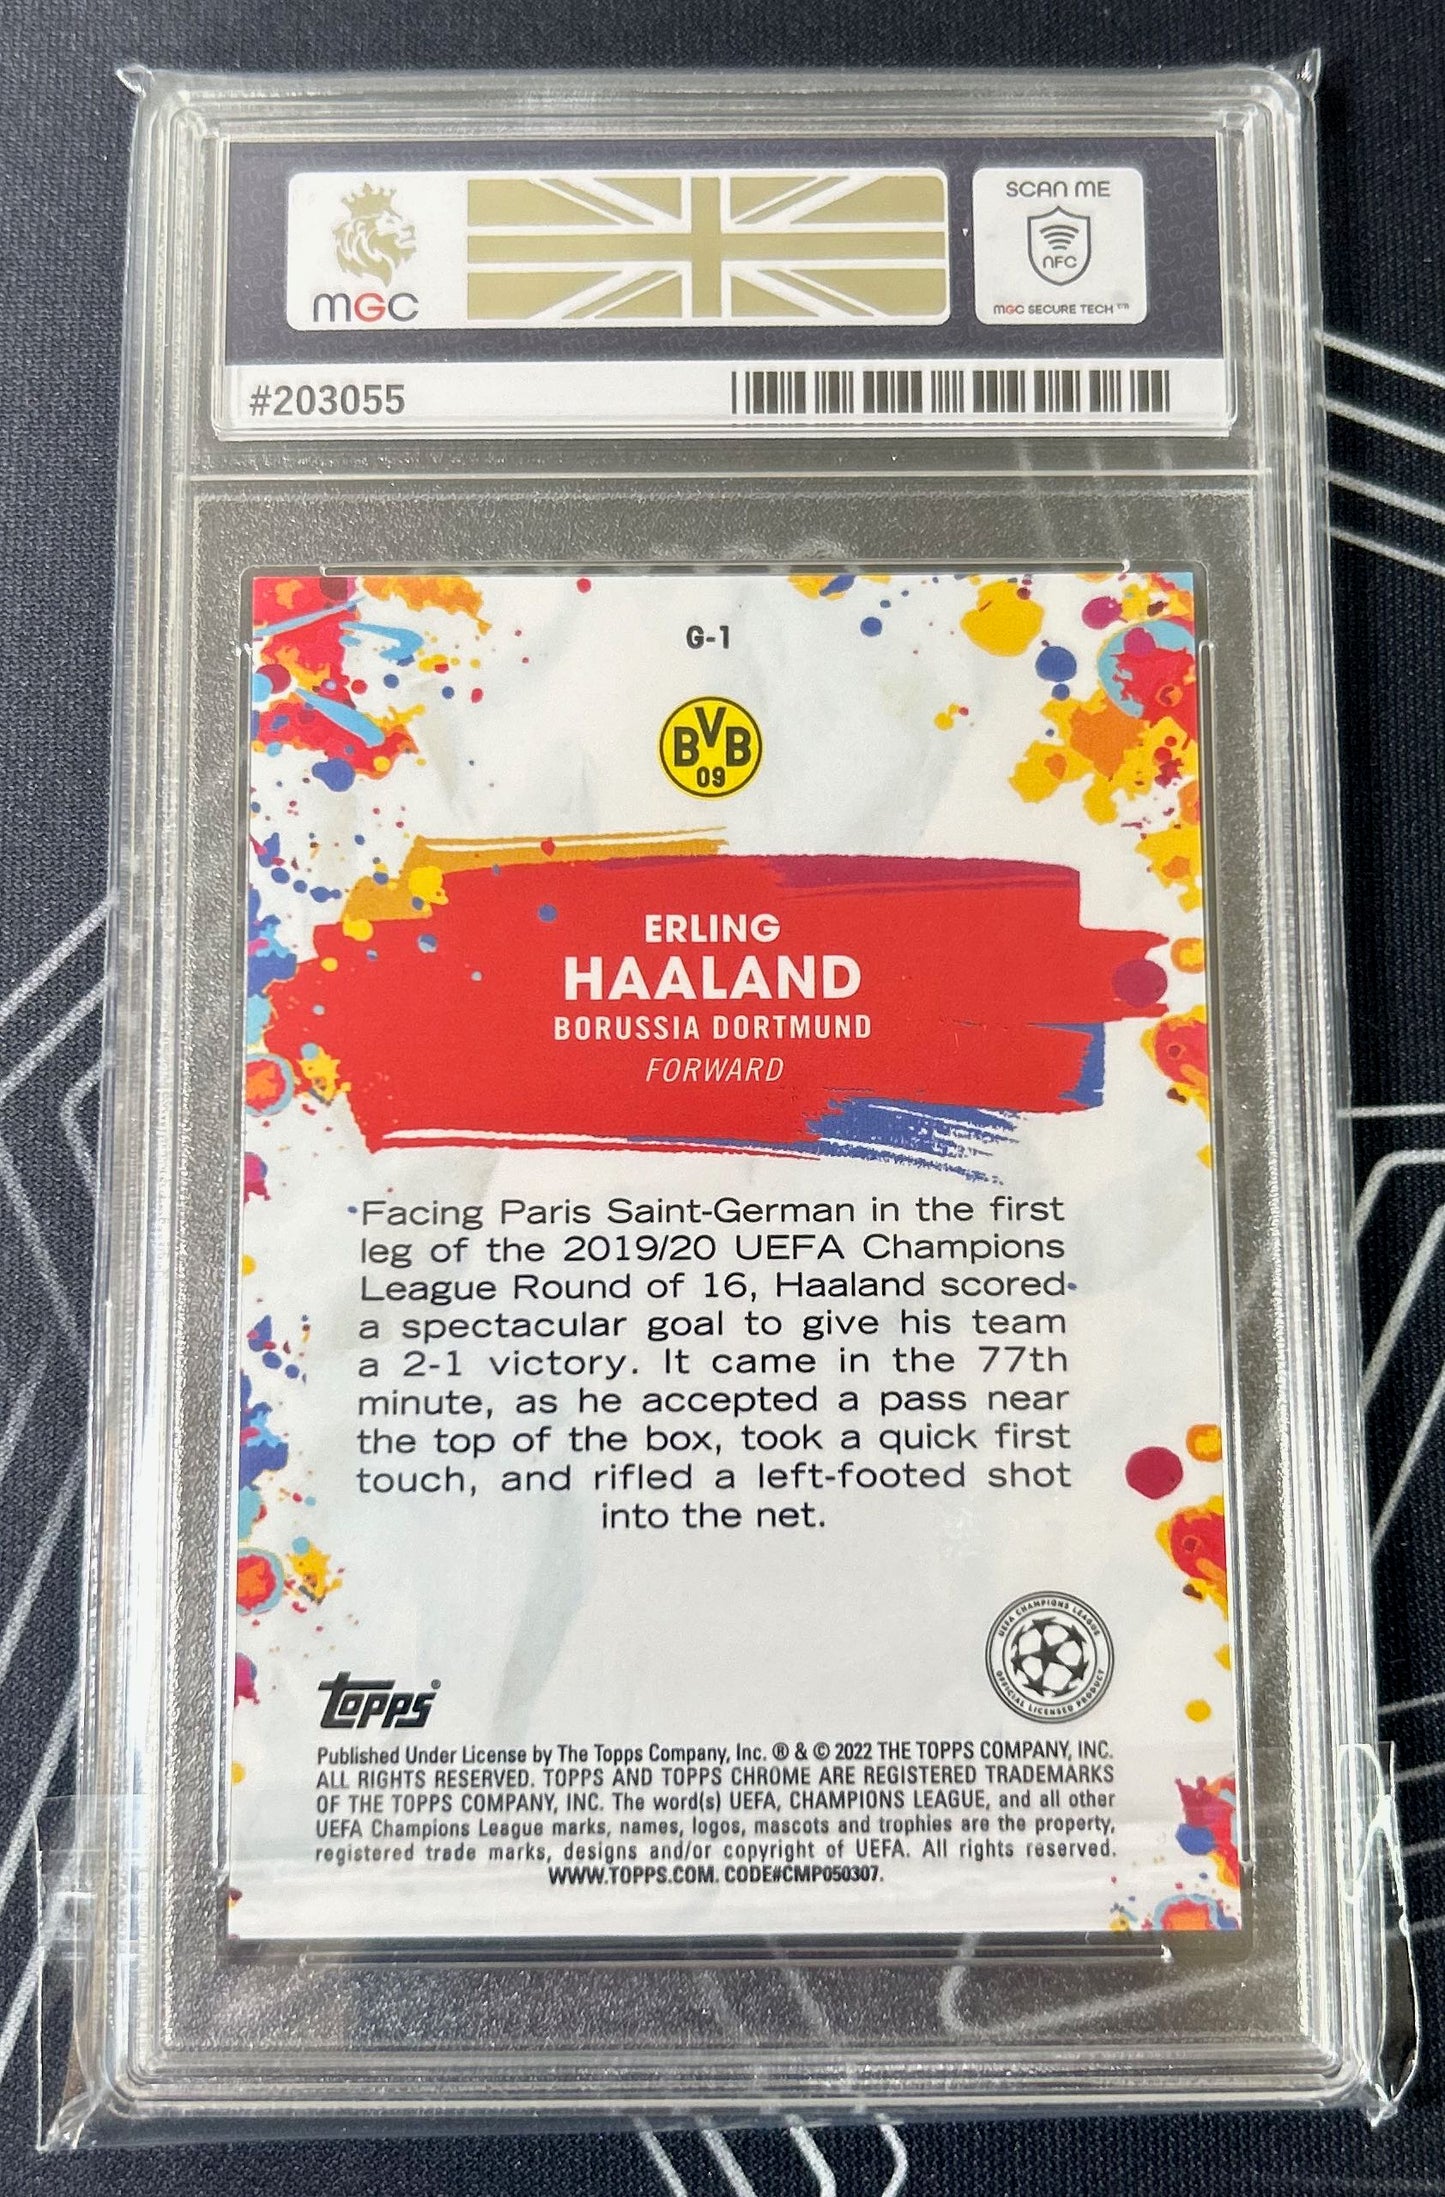 MGC
SCAN ME
NFC
MGC SECURE TECH™
#203055
G-1
BVB
09
ERLING
HAALAND
BORUSSIA DORTMUND
FORWARD
Facing Paris Saint-German in the first
leg of the 2019/20 UEFA Champions
League Round of 16, Haaland scored
a spectacular goal to give his team
a 2-1 victory. It came in the 77th
minute, as he accepted a pass near
the top of the box, took a quick first
touch, and rifled a left-footed shot
into the net.
UEFA CHAMPIONS LEAGUE
OFFICIAL LICENSED PRODUCT
topps®
Published Under License by The Topps Company, Inc. ® & © 2022 THE TOPPS COMPANY, INC.
ALL RIGHTS RESERVED. TOPPS AND TOPPS CHROME ARE REGISTERED TRADEMARKS
OF THE TOPPS COMPANY, INC. The word(s) UEFA, CHAMPIONS LEAGUE, and all other
UEFA Champions League marks, names, logos, mascots and trophies are the property,
registered trade marks, designs and/or copyright of UEFA. All rights reserved.
WWW.TOPPS.COM. CODE#CMP050307.